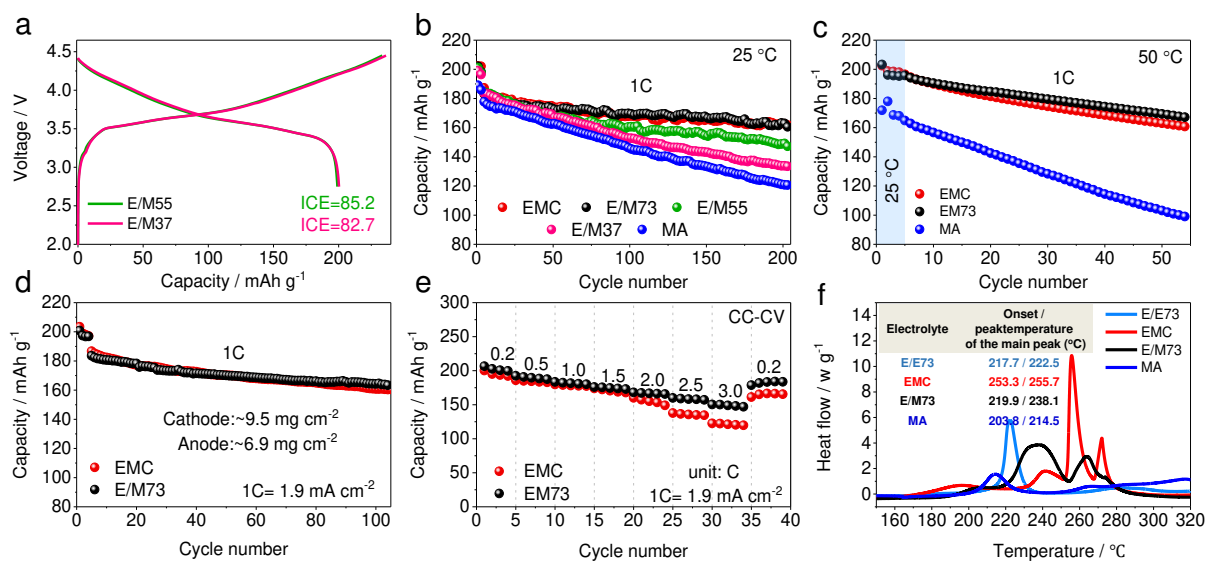 a
4.5
4.0
3.5
3.0
2.5
2.0
Voltage / V
E/M55
ICE=85.2
E/M37
ICE=82.7
0
50
100
150
200
Capacity / mAh g⁻¹
b
220
200
180
160
140
120
100
80
Capacity / mAh g⁻¹
25 °C
1C
EMC
E/M73
E/M55
E/M37
MA
0
50
100
150
200
Cycle number
c
220
200
180
160
140
120
100
80
Capacity / mAh g⁻¹
50 °C
1C
25 °C
EMC
EM73
MA
0
10
20
30
40
50
Cycle number
d
220
200
180
160
140
120
100
80
Capacity / mAh g⁻¹
1C
Cathode:~9.5 mg cm⁻²
Anode:~6.9 mg cm⁻²
EMC
E/M73
1C= 1.9 mA cm⁻²
0
20
40
60
80
100
Cycle number
e
300
250
200
150
100
50
0
Capacity / mAh g⁻¹
CC-CV
0.2
0.5
1.0
1.5
2.0
2.5
3.0
0.2
EMC
EM73
unit: C
1C= 1.9 mA cm⁻²
0
5
10
15
20
25
30
35
40
Cycle number
f
14
12
10
8
6
4
2
0
Heat flow / w g⁻¹
Electrolyte
Onset /
peaktemperature
of the main peak (°C)
E/E73
217.7 / 222.5
EMC
253.3 / 255.7
E/M73
219.9 / 238.1
MA
203.8 / 214.5
E/E73
EMC
E/M73
MA
160
180
200
220
240
260
280
300
320
Temperature / ℃